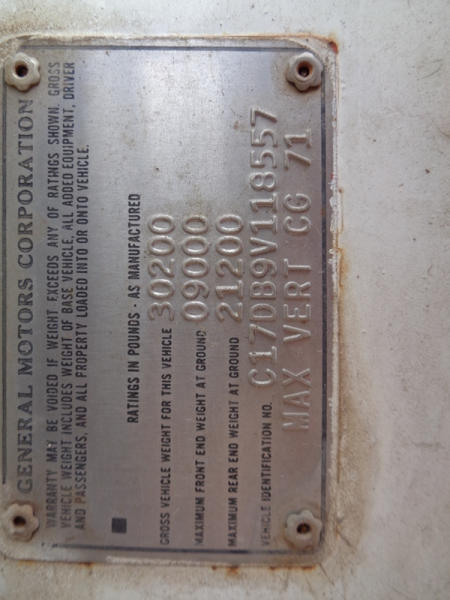 GENERAL MOTORS CORPORATION
WARRANTY MAY BE VOIDED IF WEIGHT EXCEEDS ANY OF RATINGS SHOWN. GROSS
VEHICLE WEIGHT INCLUDES WEIGHT OF BASE VEHICLE, ALL ADDED EQUIPMENT, DRIVER
AND PASSENGERS, AND ALL PROPERTY LOADED INTO OR ONTO VEHICLE.
RATINGS IN POUNDS - AS MANUFACTURED
GROSS VEHICLE WEIGHT FOR THIS VEHICLE 30200
MAXIMUM FRONT END WEIGHT AT GROUND 09000
MAXIMUM REAR END WEIGHT AT GROUND 21200
VEHICLE IDENTIFICATION NO. C17DB9V118557
MAX VERT CG 71